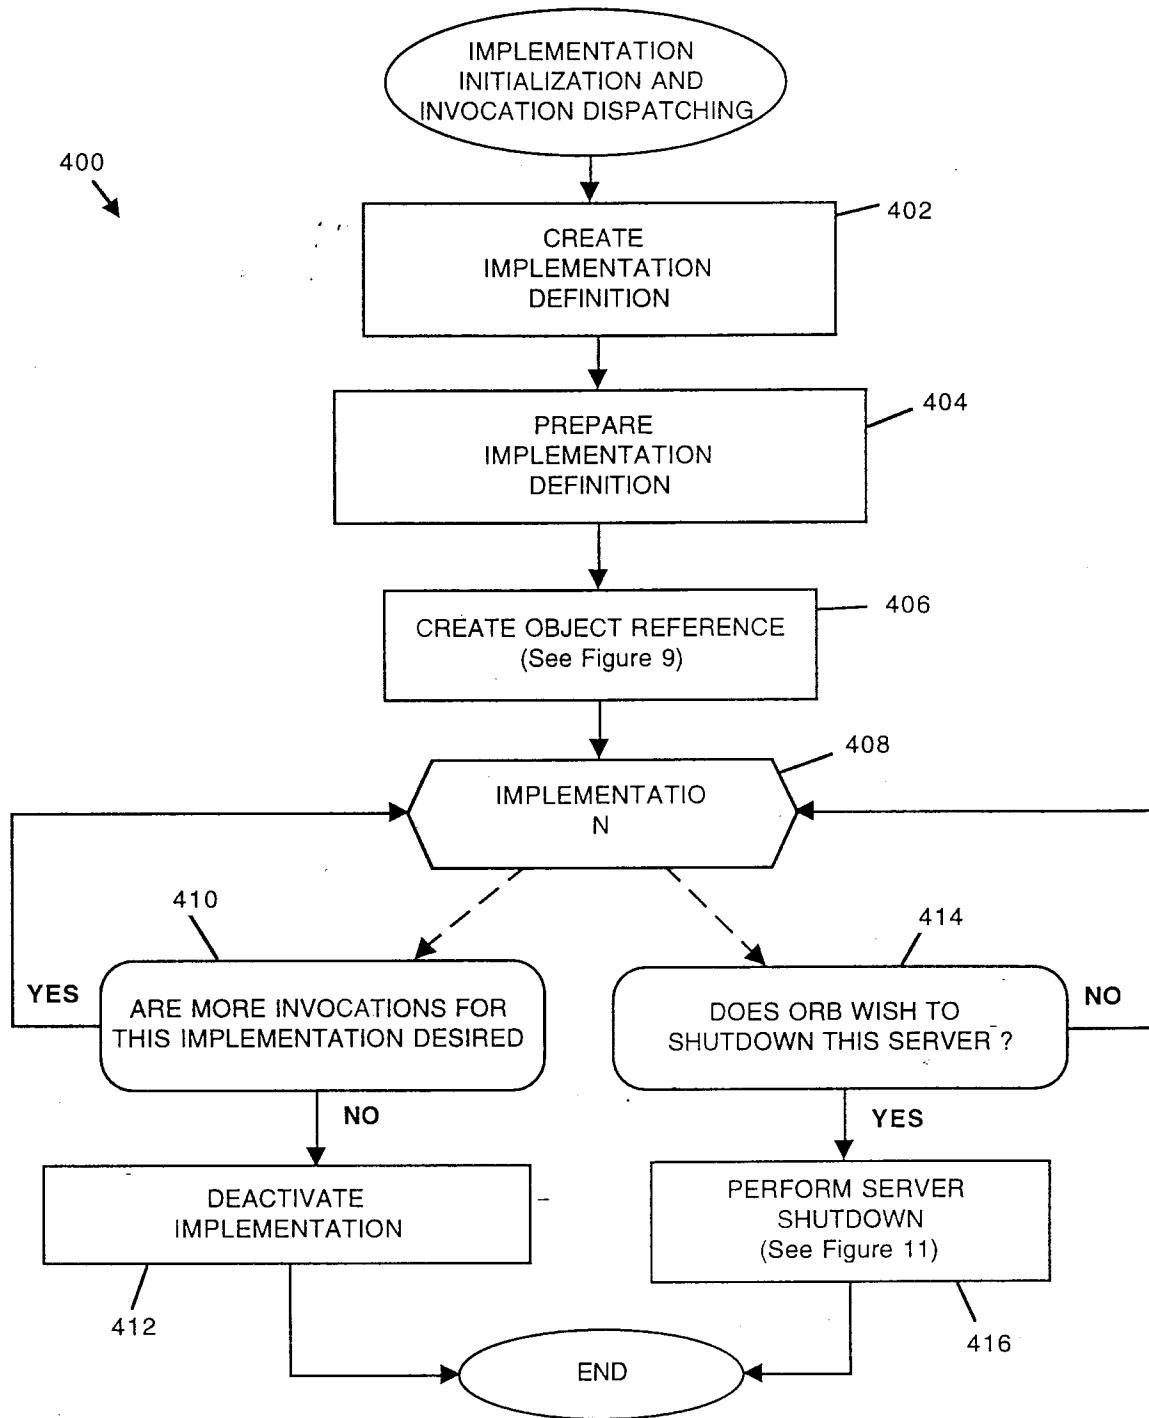 IMPLEMENTATION
INITIALIZATION AND
INVOCATION DISPATCHING
400
402
CREATE
IMPLEMENTATION
DEFINITION
404
PREPARE
IMPLEMENTATION
DEFINITION
406
CREATE OBJECT REFERENCE
(See Figure 9)
408
IMPLEMENTATIO
N
410
414
YES
ARE MORE INVOCATIONS FOR
THIS IMPLEMENTATION DESIRED
DOES ORB WISH TO
SHUTDOWN THIS SERVER ?
NO
NO
YES
DEACTIVATE
IMPLEMENTATION
PERFORM SERVER
SHUTDOWN
(See Figure 11)
412
416
END